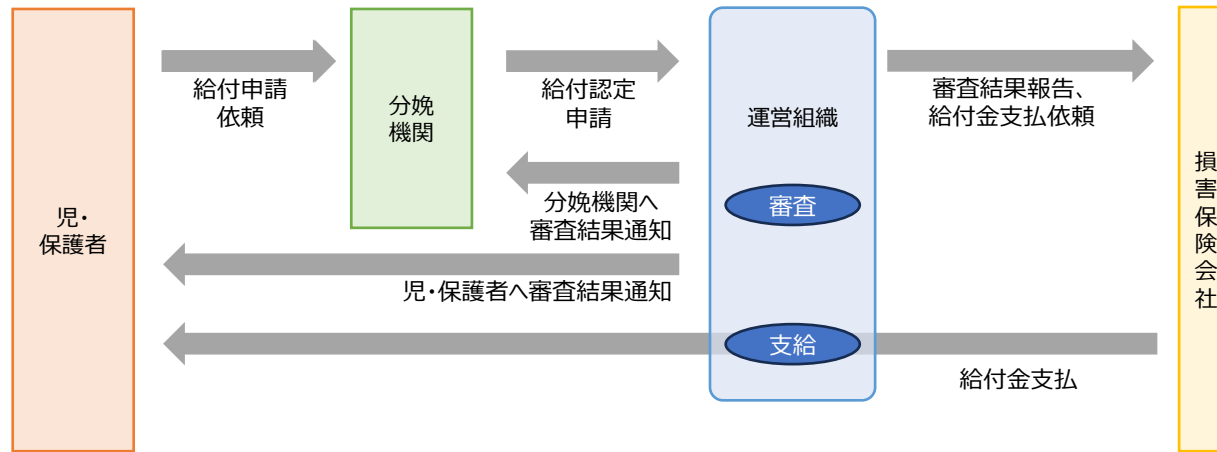 児・
保護者
給付申請
依頼
分娩
機関
給付認定
申請
運営組織
審査結果報告、
給付金支払依頼
損害保険会社
審査
分娩機関へ
審査結果通知
児・保護者へ審査結果通知
支給
給付金支払